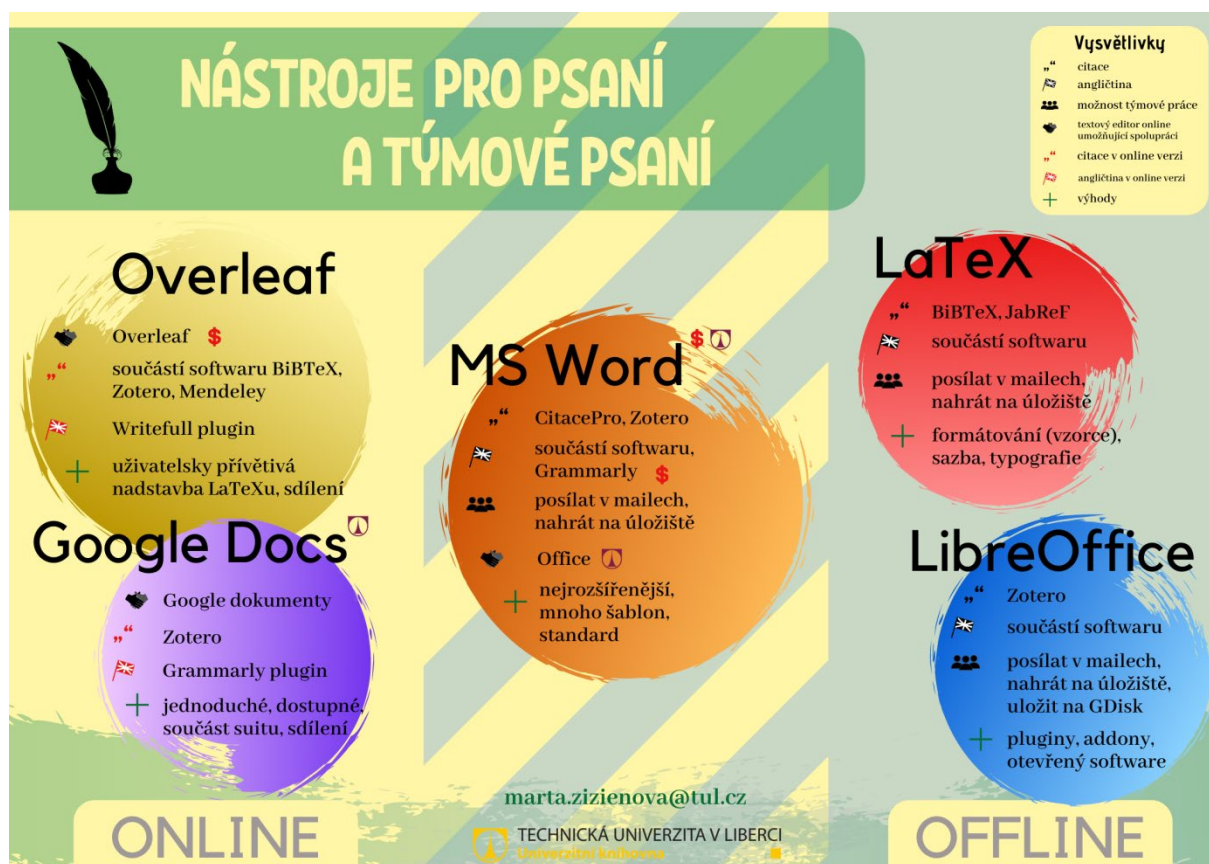 NÁSTROJE PRO PSANÍ
A TÝMOVÉ PSANÍ
Vysvětlivky
„“ citace
angličtina
možnost týmové práce
textový editor online
umožňující spolupráci
„“ citace v online verzi
angličtina v online verzi
+ výhody
Overleaf
Overleaf $
„“ součástí softwaru BiBTeX,
Zotero, Mendeley
Writefull plugin
+ uživatelsky přívětivá
nadstavba LaTeXu, sdílení
Google Docs
Google dokumenty
„“ Zotero
Grammarly plugin
+ jednoduché, dostupné,
součást suitu, sdílení
MS Word $
„“ CitacePro, Zotero
součástí softwaru,
Grammarly $
posílat v mailech,
nahrát na úložiště
Office
+ nejrozšířenější,
mnoho šablon,
standard
LaTeX
„“ BiBTeX, JabReF
součástí softwaru
posílat v mailech,
nahrát na úložiště
+ formátování (vzorce),
sazba, typografie
LibreOffice
„“ Zotero
součástí softwaru
posílat v mailech,
nahrát na úložiště,
uložit na GDisk
+ pluginy, addony,
otevřený software
ONLINE
marta.zizienova@tul.cz
TECHNICKÁ UNIVERZITA V LIBERCI
Univerzitní knihovna
OFFLINE